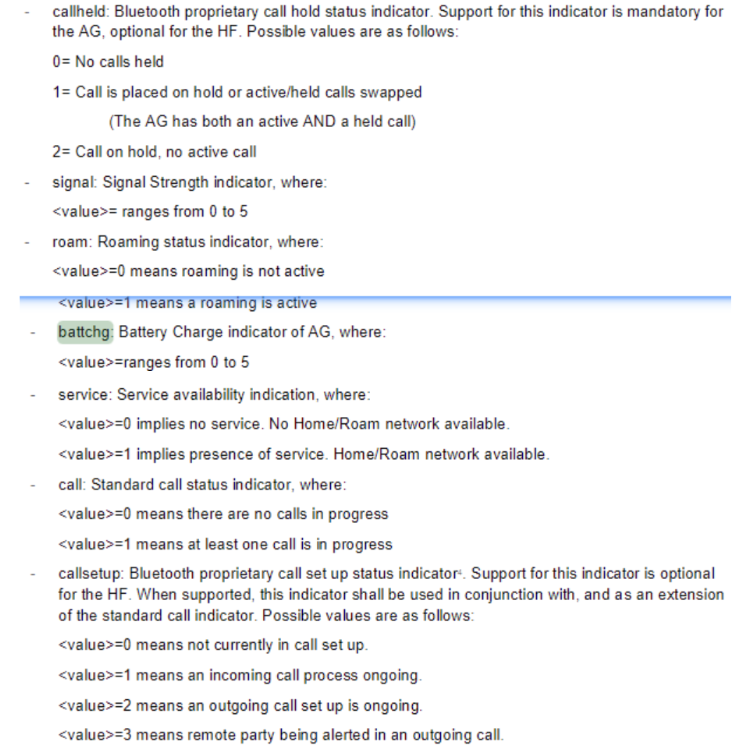 - callheld: Bluetooth proprietary call hold status indicator. Support for this indicator is mandatory for
the AG, optional for the HF. Possible values are as follows:
0= No calls held
1= Call is placed on hold or active/held calls swapped
(The AG has both an active AND a held call)
2= Call on hold, no active call
- signal: Signal Strength indicator, where:
<value>= ranges from 0 to 5
- roam: Roaming status indicator, where:
<value>=0 means roaming is not active
<value>=1 means a roaming is active
- battchg: Battery Charge indicator of AG, where:
<value>=ranges from 0 to 5
- service: Service availability indication, where:
<value>=0 implies no service. No Home/Roam network available.
<value>=1 implies presence of service. Home/Roam network available.
- call: Standard call status indicator, where:
<value>=0 means there are no calls in progress
<value>=1 means at least one call is in progress
- callsetup: Bluetooth proprietary call set up status indicator. Support for this indicator is optional
for the HF. When supported, this indicator shall be used in conjunction with, and as an extension
of the standard call indicator. Possible values are as follows:
<value>=0 means not currently in call set up.
<value>=1 means an incoming call process ongoing.
<value>=2 means an outgoing call set up is ongoing.
<value>=3 means remote party being alerted in an outgoing call.